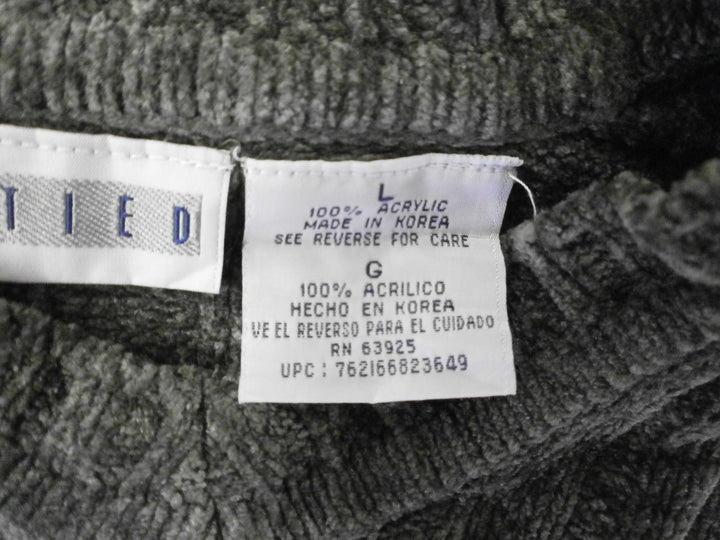 TIED
L
100% ACRYLIC
MADE IN KOREA
SEE REVERSE FOR CARE
G
100% ACRILICO
HECHO EN KOREA
VE EL REVERSO PARA EL CUIDADO
RN 63925
UPC : 762166823649